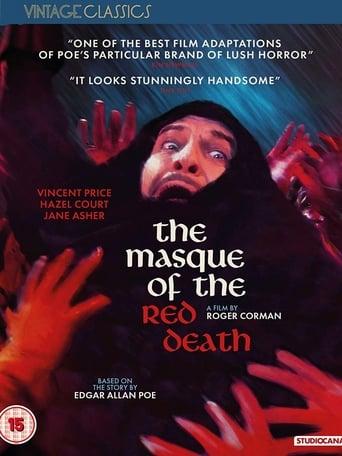 VINTAGE CLASSICS
"ONE OF THE BEST FILM ADAPTATIONS
OF POE'S PARTICULAR BRAND OF LUSH HORROR"
"IT LOOKS STUNNINGLY HANDSOME"
VINCENT PRICE
HAZEL COURT
JANE ASHER
the
masque
of the
RED
death
A FILM BY
ROGER CORMAN
BASED ON
THE STORY BY
EDGAR ALLAN POE
15
STUDIOCANAL